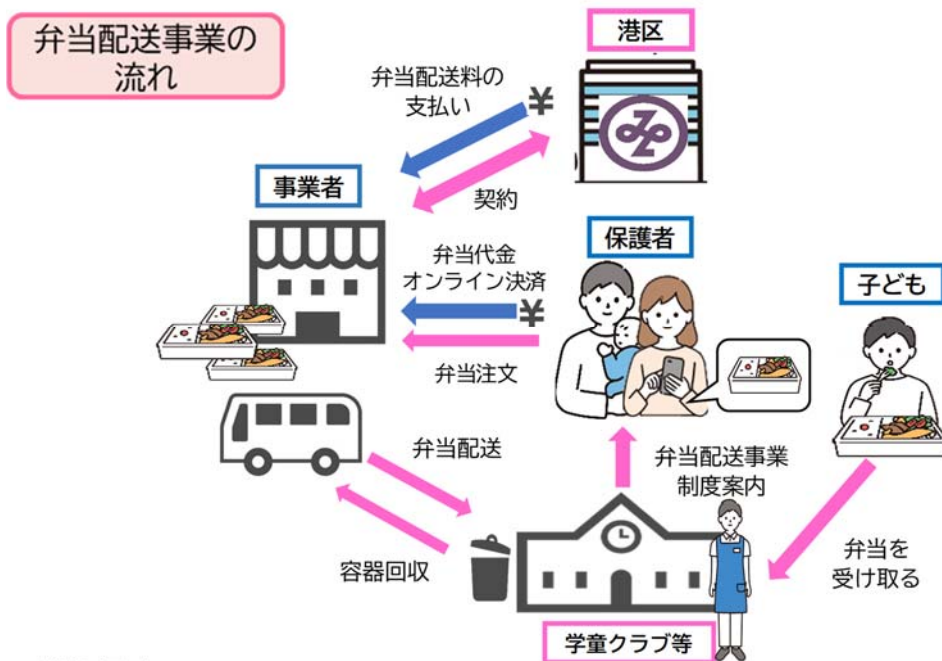 弁当配送事業の
流れ
港区
弁当配送料の
支払い
¥
契約
事業者
保護者
弁当代金
オンライン決済
¥
弁当注文
子ども
弁当配送
弁当配送事業
制度案内
容器回収
弁当を
受け取る
学童クラブ等